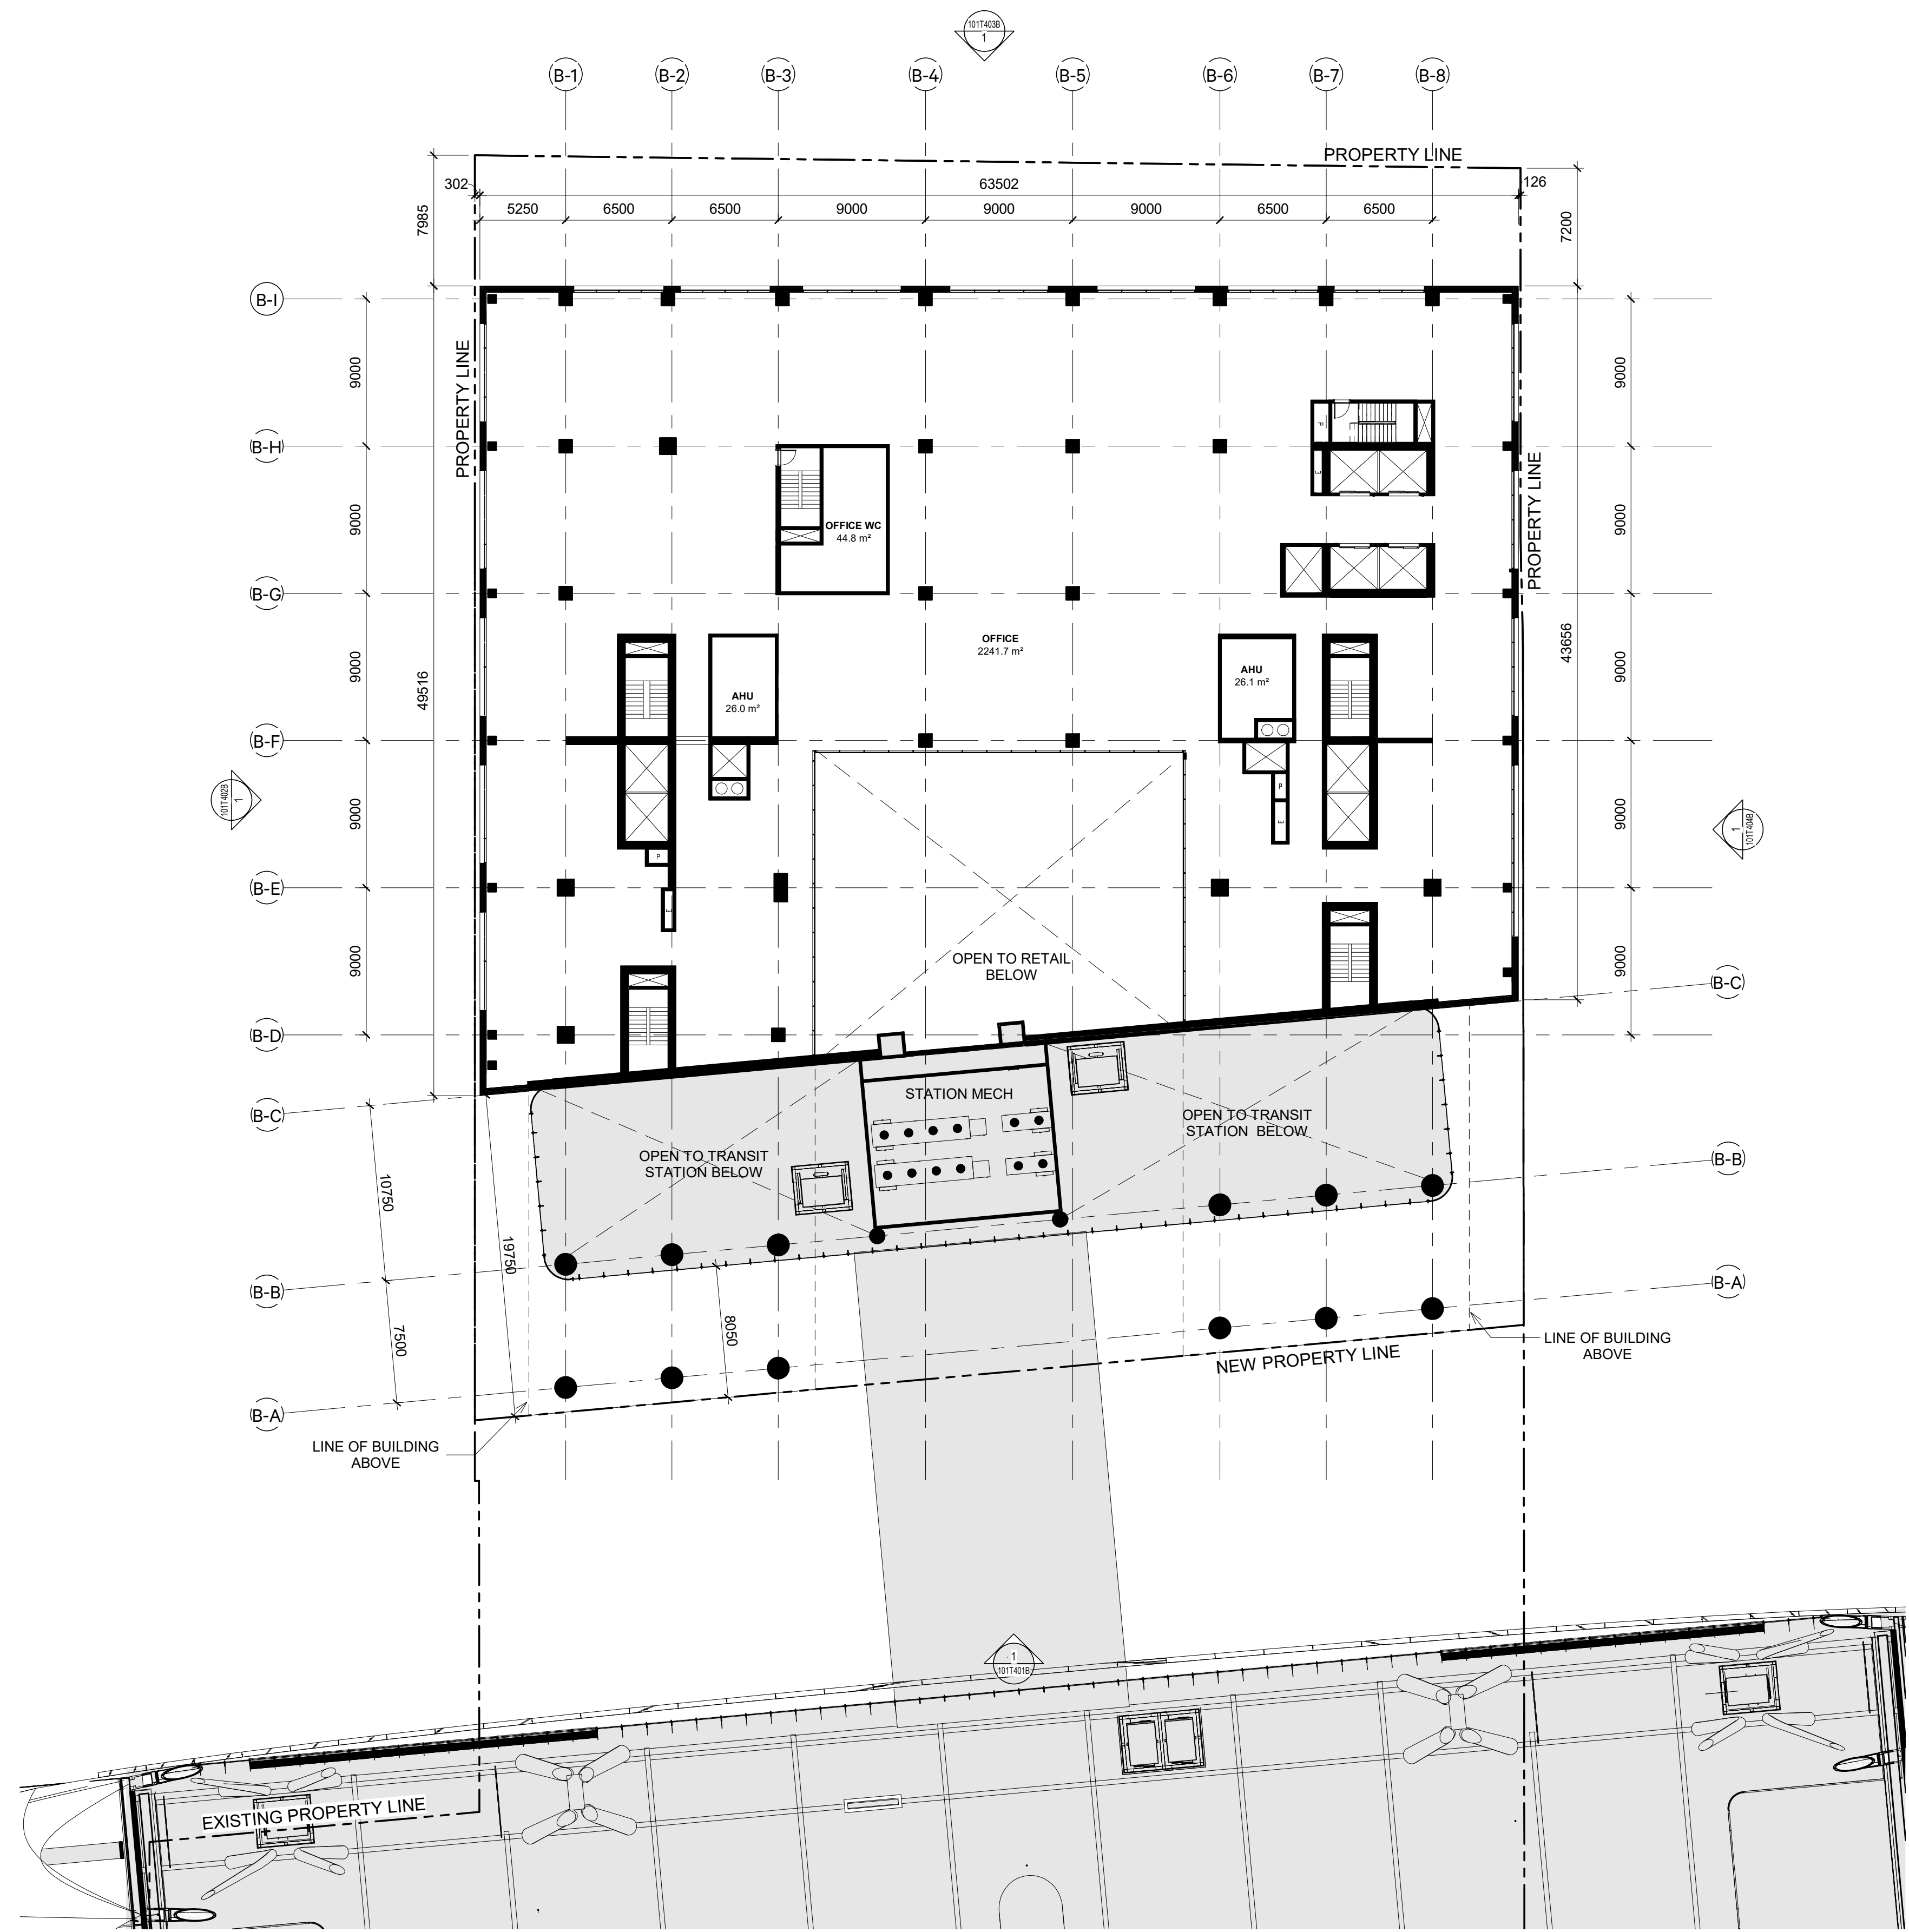 101T403B
1
B-1
B-2
B-3
B-4
B-5
B-6
B-7
B-8
PROPERTY LINE
302
63502
126
5250
6500
6500
9000
9000
9000
6500
6500
7985
7200
B-I
B-H
B-G
B-F
B-E
B-D
B-C
B-B
B-A
9000
9000
9000
9000
9000
49516
PROPERTY LINE
PROPERTY LINE
43656
9000
9000
9000
9000
9000
P
E
OFFICE WC
44.8 m²
OFFICE
2241.7 m²
AHU
26.0 m²
AHU
26.1 m²
P
E
P
E
101T402B
1
1
101T404B
OPEN TO RETAIL
BELOW
B-C
B-B
B-A
STATION MECH
OPEN TO TRANSIT
STATION BELOW
OPEN TO TRANSIT
STATION BELOW
10750
19750
7500
8050
NEW PROPERTY LINE
LINE OF BUILDING
ABOVE
LINE OF BUILDING
ABOVE
1
101T401B
EXISTING PROPERTY LINE